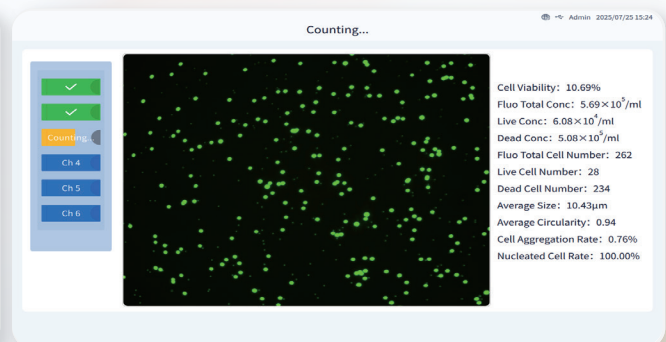 Admin 2025/07/25 15:24
Counting...
Counting...
Ch 4
Ch 5
Ch 6
Cell Viability: 10.69%
Fluo Total Conc: 5.69×10⁵/ml
Live Conc: 6.08×10⁴/ml
Dead Conc: 5.08×10⁵/ml
Fluo Total Cell Number: 262
Live Cell Number: 28
Dead Cell Number: 234
Average Size: 10.43μm
Average Circularity: 0.94
Cell Aggregation Rate: 0.76%
Nucleated Cell Rate: 100.00%